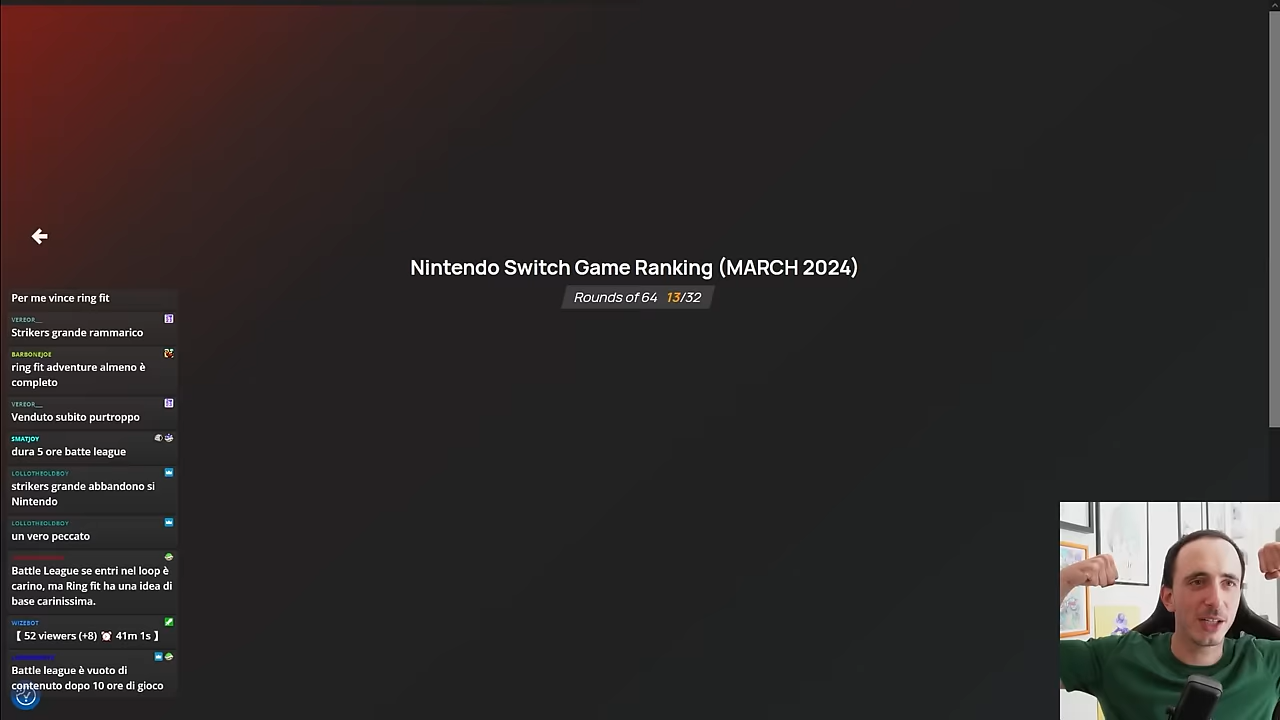 Nintendo Switch Game Ranking (MARCH 2024)
Rounds of 64 13/32
Per me vince ring fit
VEREOR__
Strikers grande rammarico
BARBONEJOE
ring fit adventure almeno è
completo
VEREOR__
Venduto subito purtroppo
SMATJOY
dura 5 ore batte league
LOLLOTHEOLDBOY
strikers grande abbandono si
Nintendo
LOLLOTHEOLDBOY
un vero peccato
Battle League se entri nel loop è
carino, ma Ring fit ha una idea di
base carinissima.
WIZEBOT
【 52 viewers (+8) ⏰ 41m 1s 】
Battle league è vuoto di
contenuto dopo 10 ore di gioco